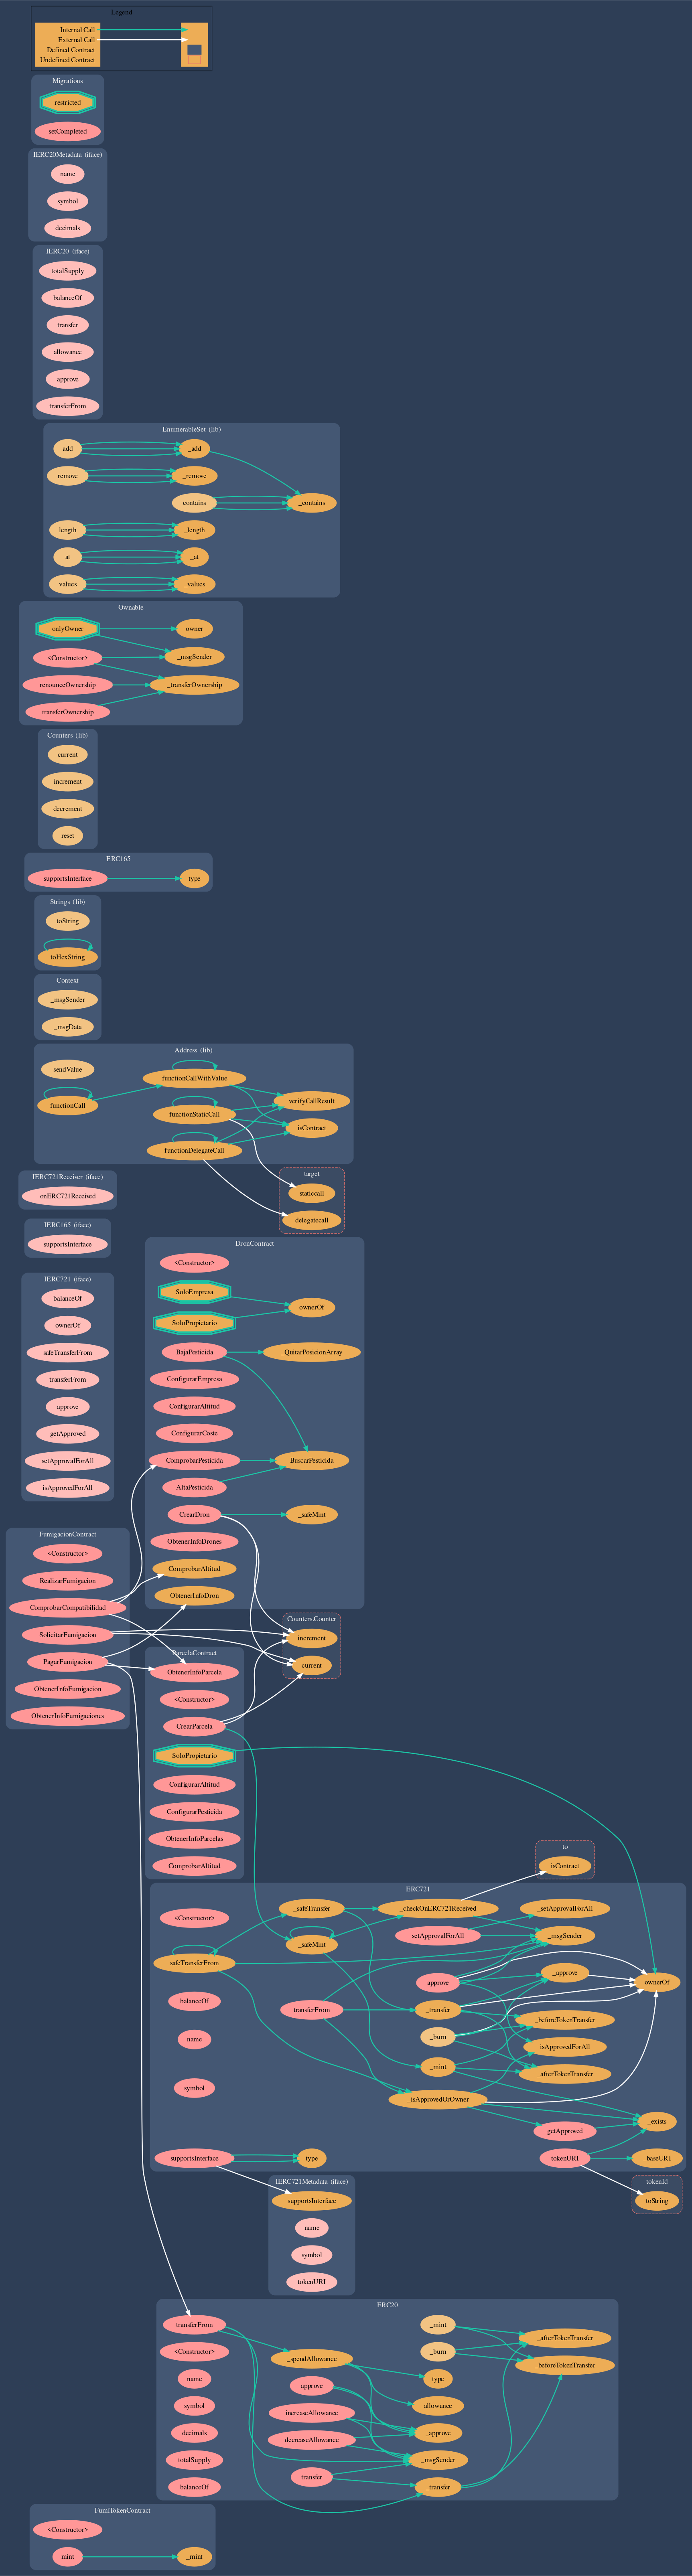 Legend
Internal Call
External Call
Defined Contract
Undefined Contract
Migrations
restricted
setCompleted
IERC20Metadata (iface)
name
symbol
decimals
IERC20 (iface)
totalSupply
balanceOf
transfer
allowance
approve
transferFrom
EnumerableSet (lib)
add
_add
remove
_remove
contains
_contains
length
_length
at
_at
values
_values
Ownable
onlyOwner
owner
<Constructor>
_msgSender
renounceOwnership
_transferOwnership
transferOwnership
Counters (lib)
current
increment
decrement
reset
ERC165
supportsInterface
type
Strings (lib)
toString
toHexString
Context
_msgSender
_msgData
Address (lib)
sendValue
functionCallWithValue
functionCall
verifyCallResult
functionStaticCall
isContract
functionDelegateCall
target
staticcall
delegatecall
IERC721Receiver (iface)
onERC721Received
IERC165 (iface)
supportsInterface
IERC721 (iface)
balanceOf
ownerOf
safeTransferFrom
transferFrom
approve
getApproved
setApprovalForAll
isApprovedForAll
DronContract
<Constructor>
SoloEmpresa
ownerOf
SoloPropietario
BajaPesticida
_QuitarPosicionArray
ConfigurarEmpresa
ConfigurarAltitud
ConfigurarCoste
ComprobarPesticida
BuscarPesticida
AltaPesticida
CrearDron
_safeMint
ObtenerInfoDrones
ComprobarAltitud
ObtenerInfoDron
FumigacionContract
<Constructor>
RealizarFumigacion
ComprobarCompatibilidad
SolicitarFumigacion
PagarFumigacion
ObtenerInfoFumigacion
ObtenerInfoFumigaciones
Counters.Counter
increment
current
ParcelaContract
ObtenerInfoParcela
<Constructor>
CrearParcela
SoloPropietario
ConfigurarAltitud
ConfigurarPesticida
ObtenerInfoParcelas
ComprobarAltitud
to
isContract
ERC721
<Constructor>
_safeTransfer
_checkOnERC721Received
_setApprovalForAll
setApprovalForAll
_msgSender
_safeMint
safeTransferFrom
approve
_approve
ownerOf
balanceOf
transferFrom
_transfer
_beforeTokenTransfer
name
_burn
isApprovedForAll
_mint
_afterTokenTransfer
symbol
_isApprovedOrOwner
_exists
getApproved
supportsInterface
type
tokenURI
_baseURI
IERC721Metadata (iface)
supportsInterface
name
symbol
tokenURI
tokenId
toString
ERC20
transferFrom
_mint
_afterTokenTransfer
<Constructor>
_spendAllowance
_burn
_beforeTokenTransfer
name
approve
type
symbol
increaseAllowance
allowance
decimals
decreaseAllowance
_approve
totalSupply
transfer
_msgSender
balanceOf
_transfer
FumiTokenContract
<Constructor>
mint
_mint